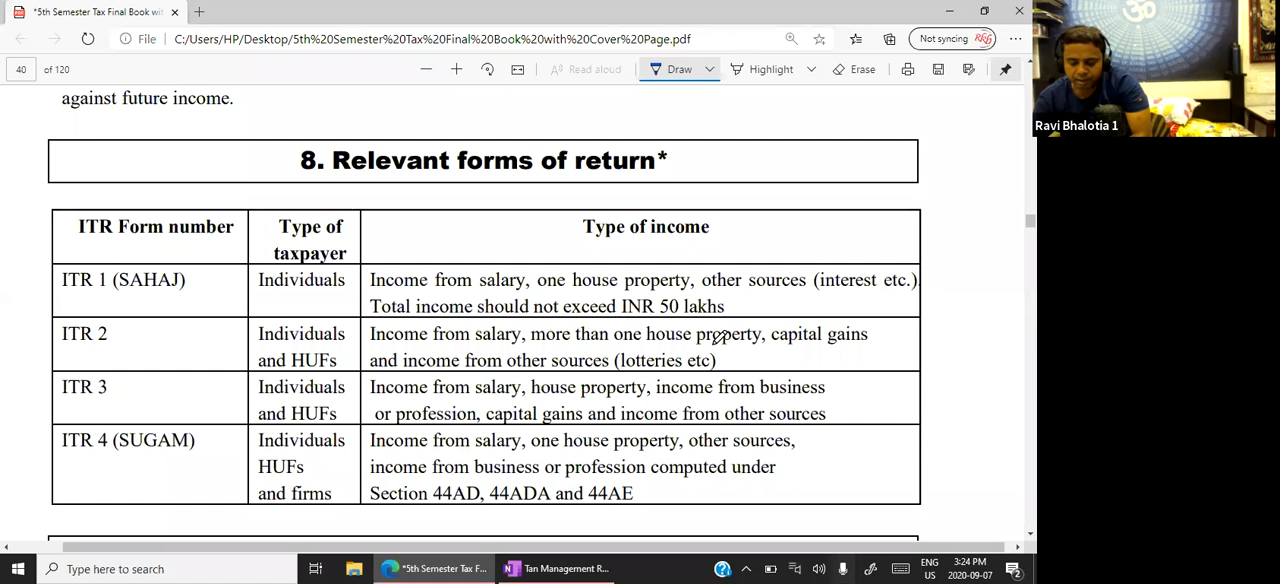 *5th Semester Tax Final Book wit
File C:/Users/HP/Desktop/5th%20Semester%20Tax%20Final%20Book%20with%20Cover%20Page.pdf
Not syncing
40 of 120
Read aloud Draw Highlight Erase
against future income.
8. Relevant forms of return*
ITR Form number Type of taxpayer Type of income
ITR 1 (SAHAJ) Individuals Income from salary, one house property, other sources (interest etc.).
Total income should not exceed INR 50 lakhs
ITR 2 Individuals Income from salary, more than one house property, capital gains
and HUFs and income from other sources (lotteries etc)
ITR 3 Individuals Income from salary, house property, income from business
and HUFs or profession, capital gains and income from other sources
ITR 4 (SUGAM) Individuals Income from salary, one house property, other sources,
HUFs income from business or profession computed under
and firms Section 44AD, 44ADA and 44AE
Ravi Bhalotia 1
Type here to search
*5th Semester Tax F...
Tan Management R...
ENG
US
3:24 PM
2020-09-07
2